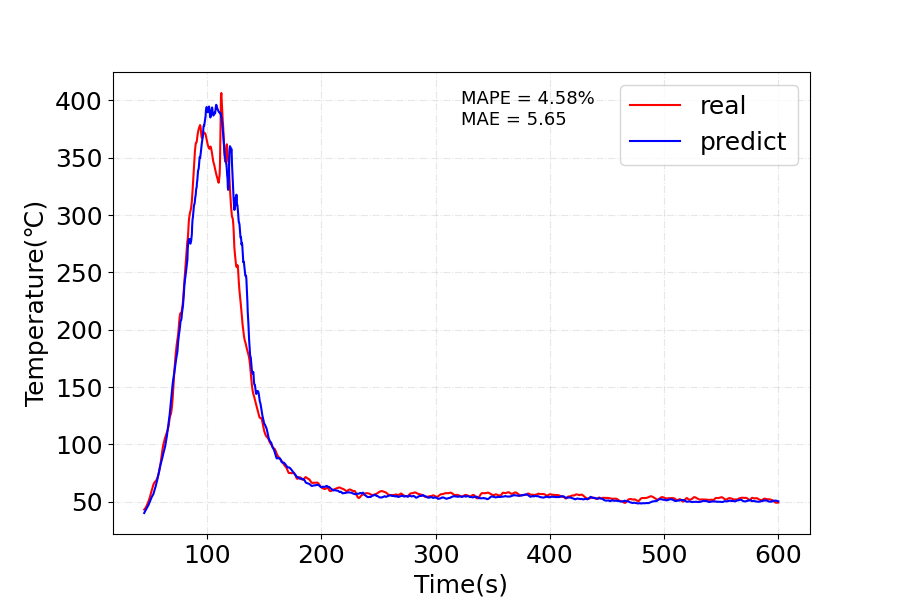 MAPE = 4.58%
MAE = 5.65
real
predict
Temperature(℃)
400
350
300
250
200
150
100
50
100 200 300 400 500 600
Time(s)